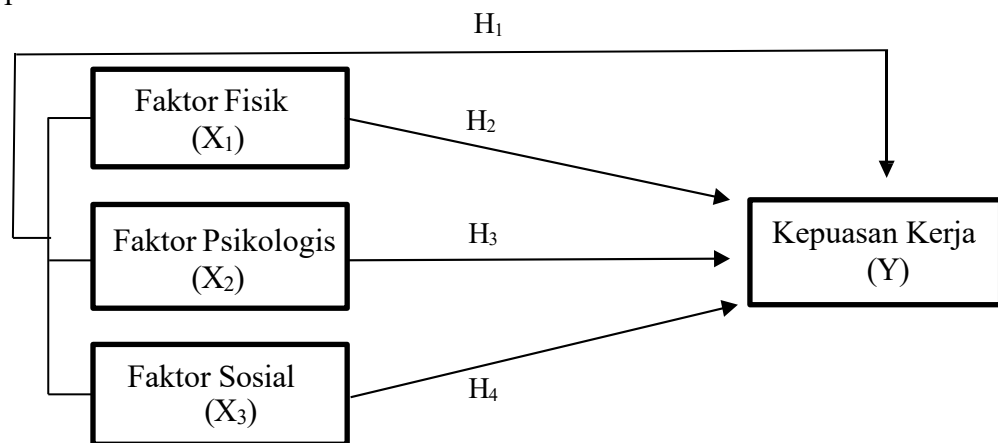 H₁
Faktor Fisik
(X₁)
H₂
Faktor Psikologis
(X₂)
H₃
Kepuasan Kerja
(Y)
Faktor Sosial
(X₃)
H₄